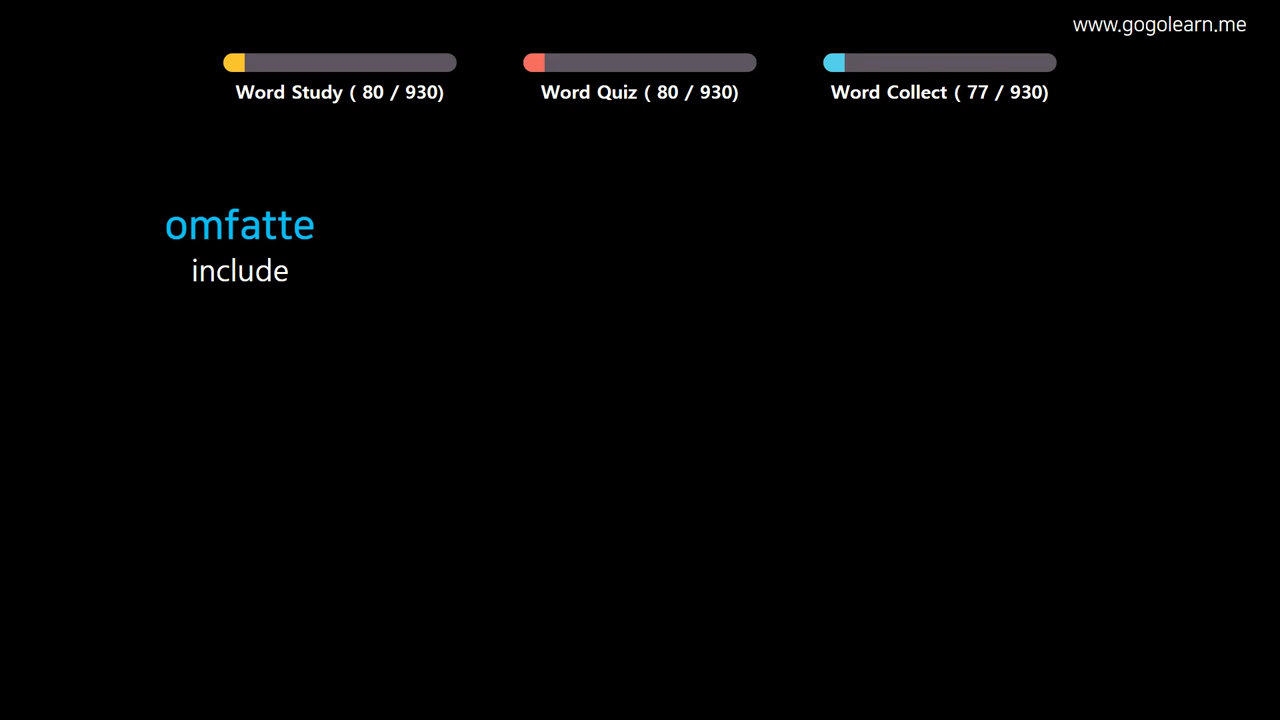 www.gogolearn.me
Word Study ( 80 / 930)
Word Quiz ( 80 / 930)
Word Collect ( 77 / 930)
omfatte
include